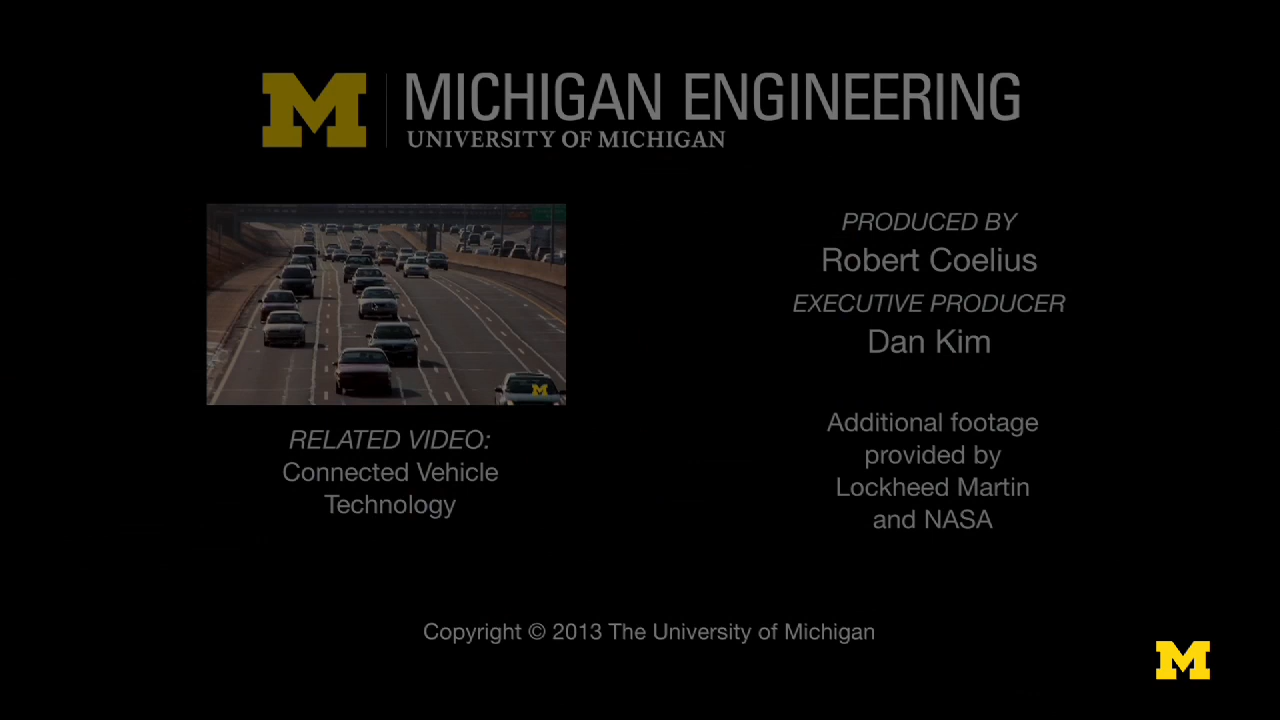 M MICHIGAN ENGINEERING
UNIVERSITY OF MICHIGAN
PRODUCED BY
Robert Coelius
EXECUTIVE PRODUCER
Dan Kim
M
RELATED VIDEO:
Connected Vehicle
Technology
Additional footage
provided by
Lockheed Martin
and NASA
Copyright © 2013 The University of Michigan
M